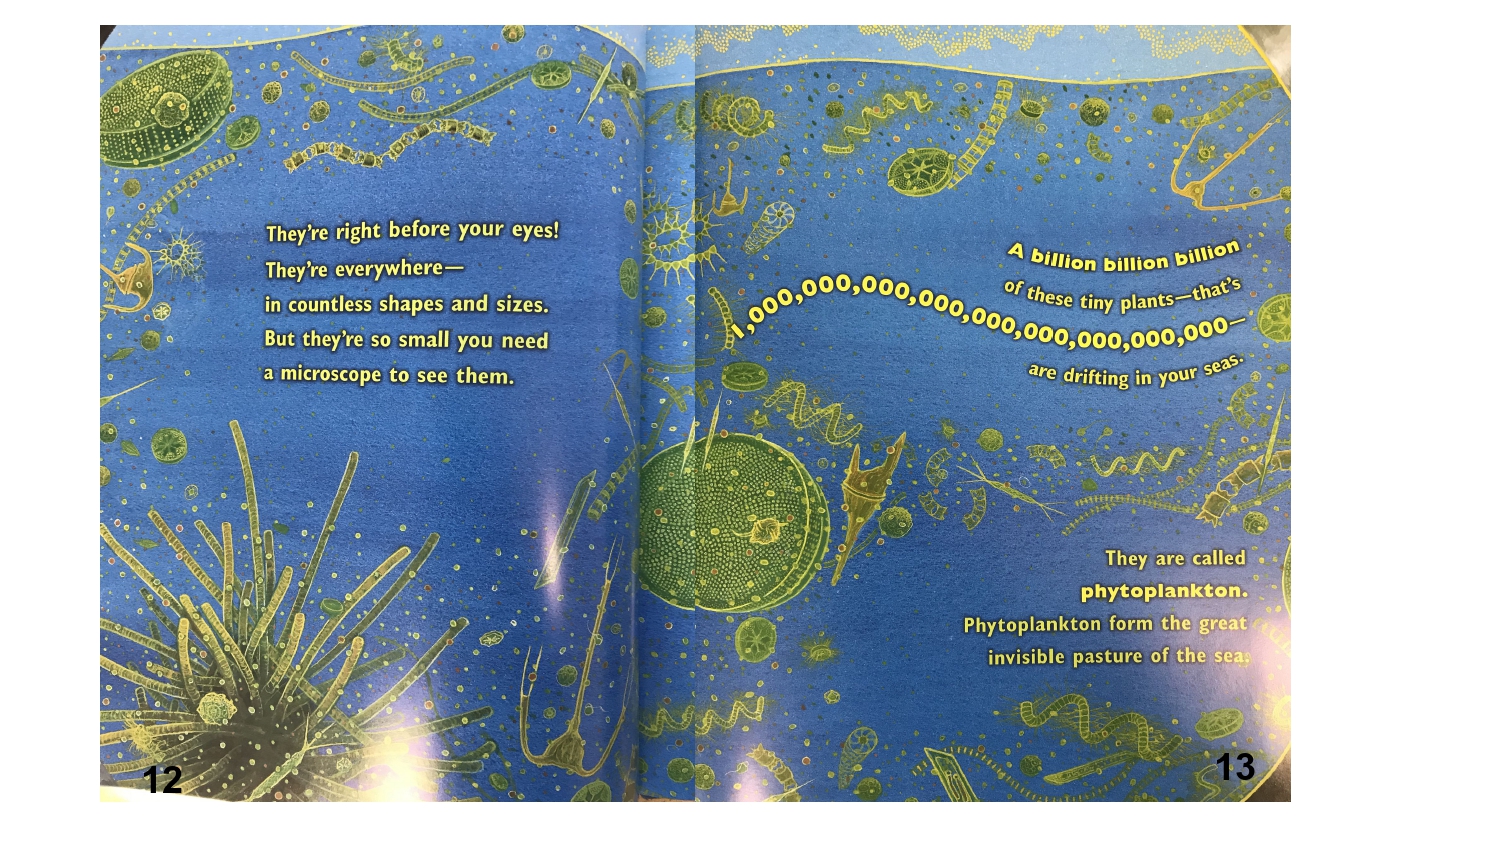 They're right before your eyes!
They're everywhere—
in countless shapes and sizes.
But they're so small you need
a microscope to see them.
12
A billion billion billion
of these tiny plants—that's
1,000,000,000,000,000,000,000,000,000—
are drifting in your seas.
They are called
phytoplankton.
Phytoplankton form the great
invisible pasture of the sea.
13